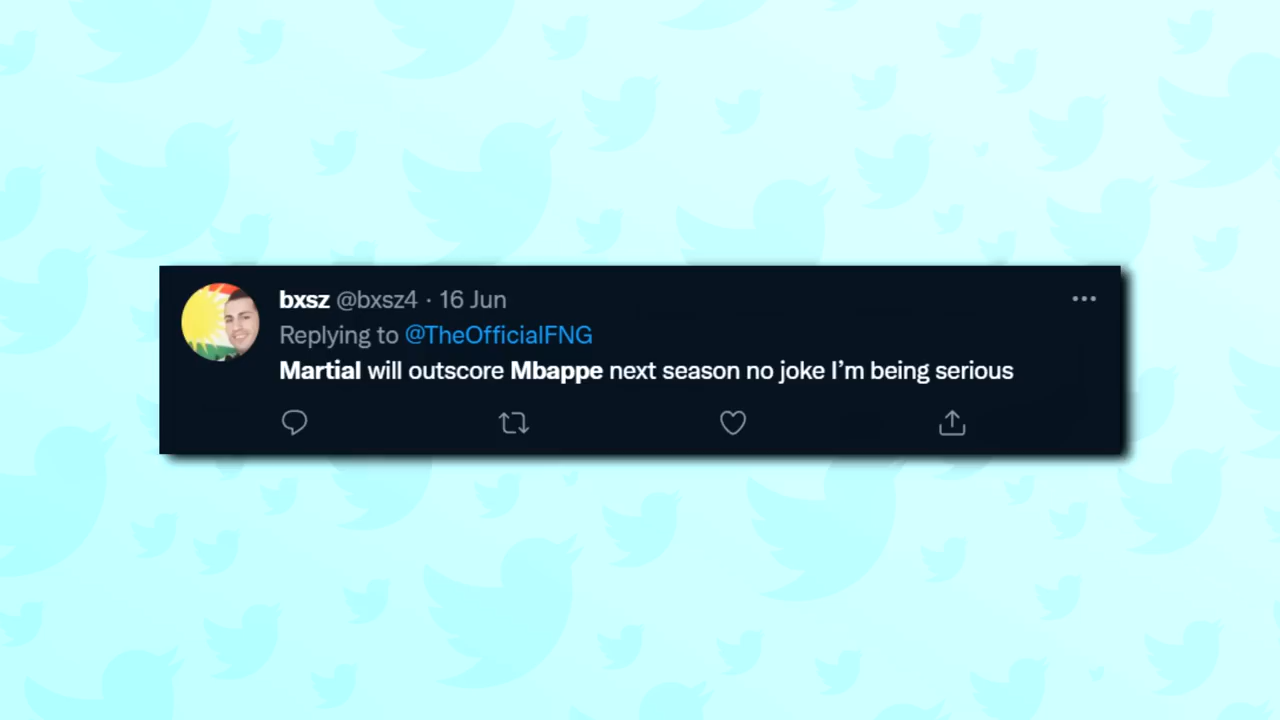 bxsz @bxsz4 · 16 Jun
Replying to @TheOfficialFNG
Martial will outscore Mbappe next season no joke I’m being serious